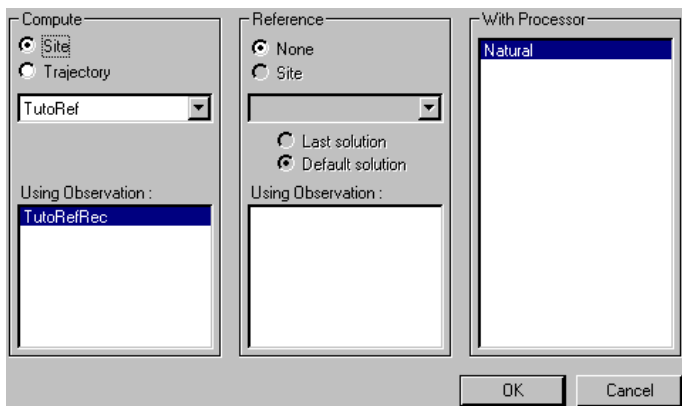 Compute
Site
Trajectory
TutoRef
Using Observation :
TutoRefRec
Reference
None
Site
Last solution
Default solution
Using Observation :
With Processor
Natural
OK
Cancel